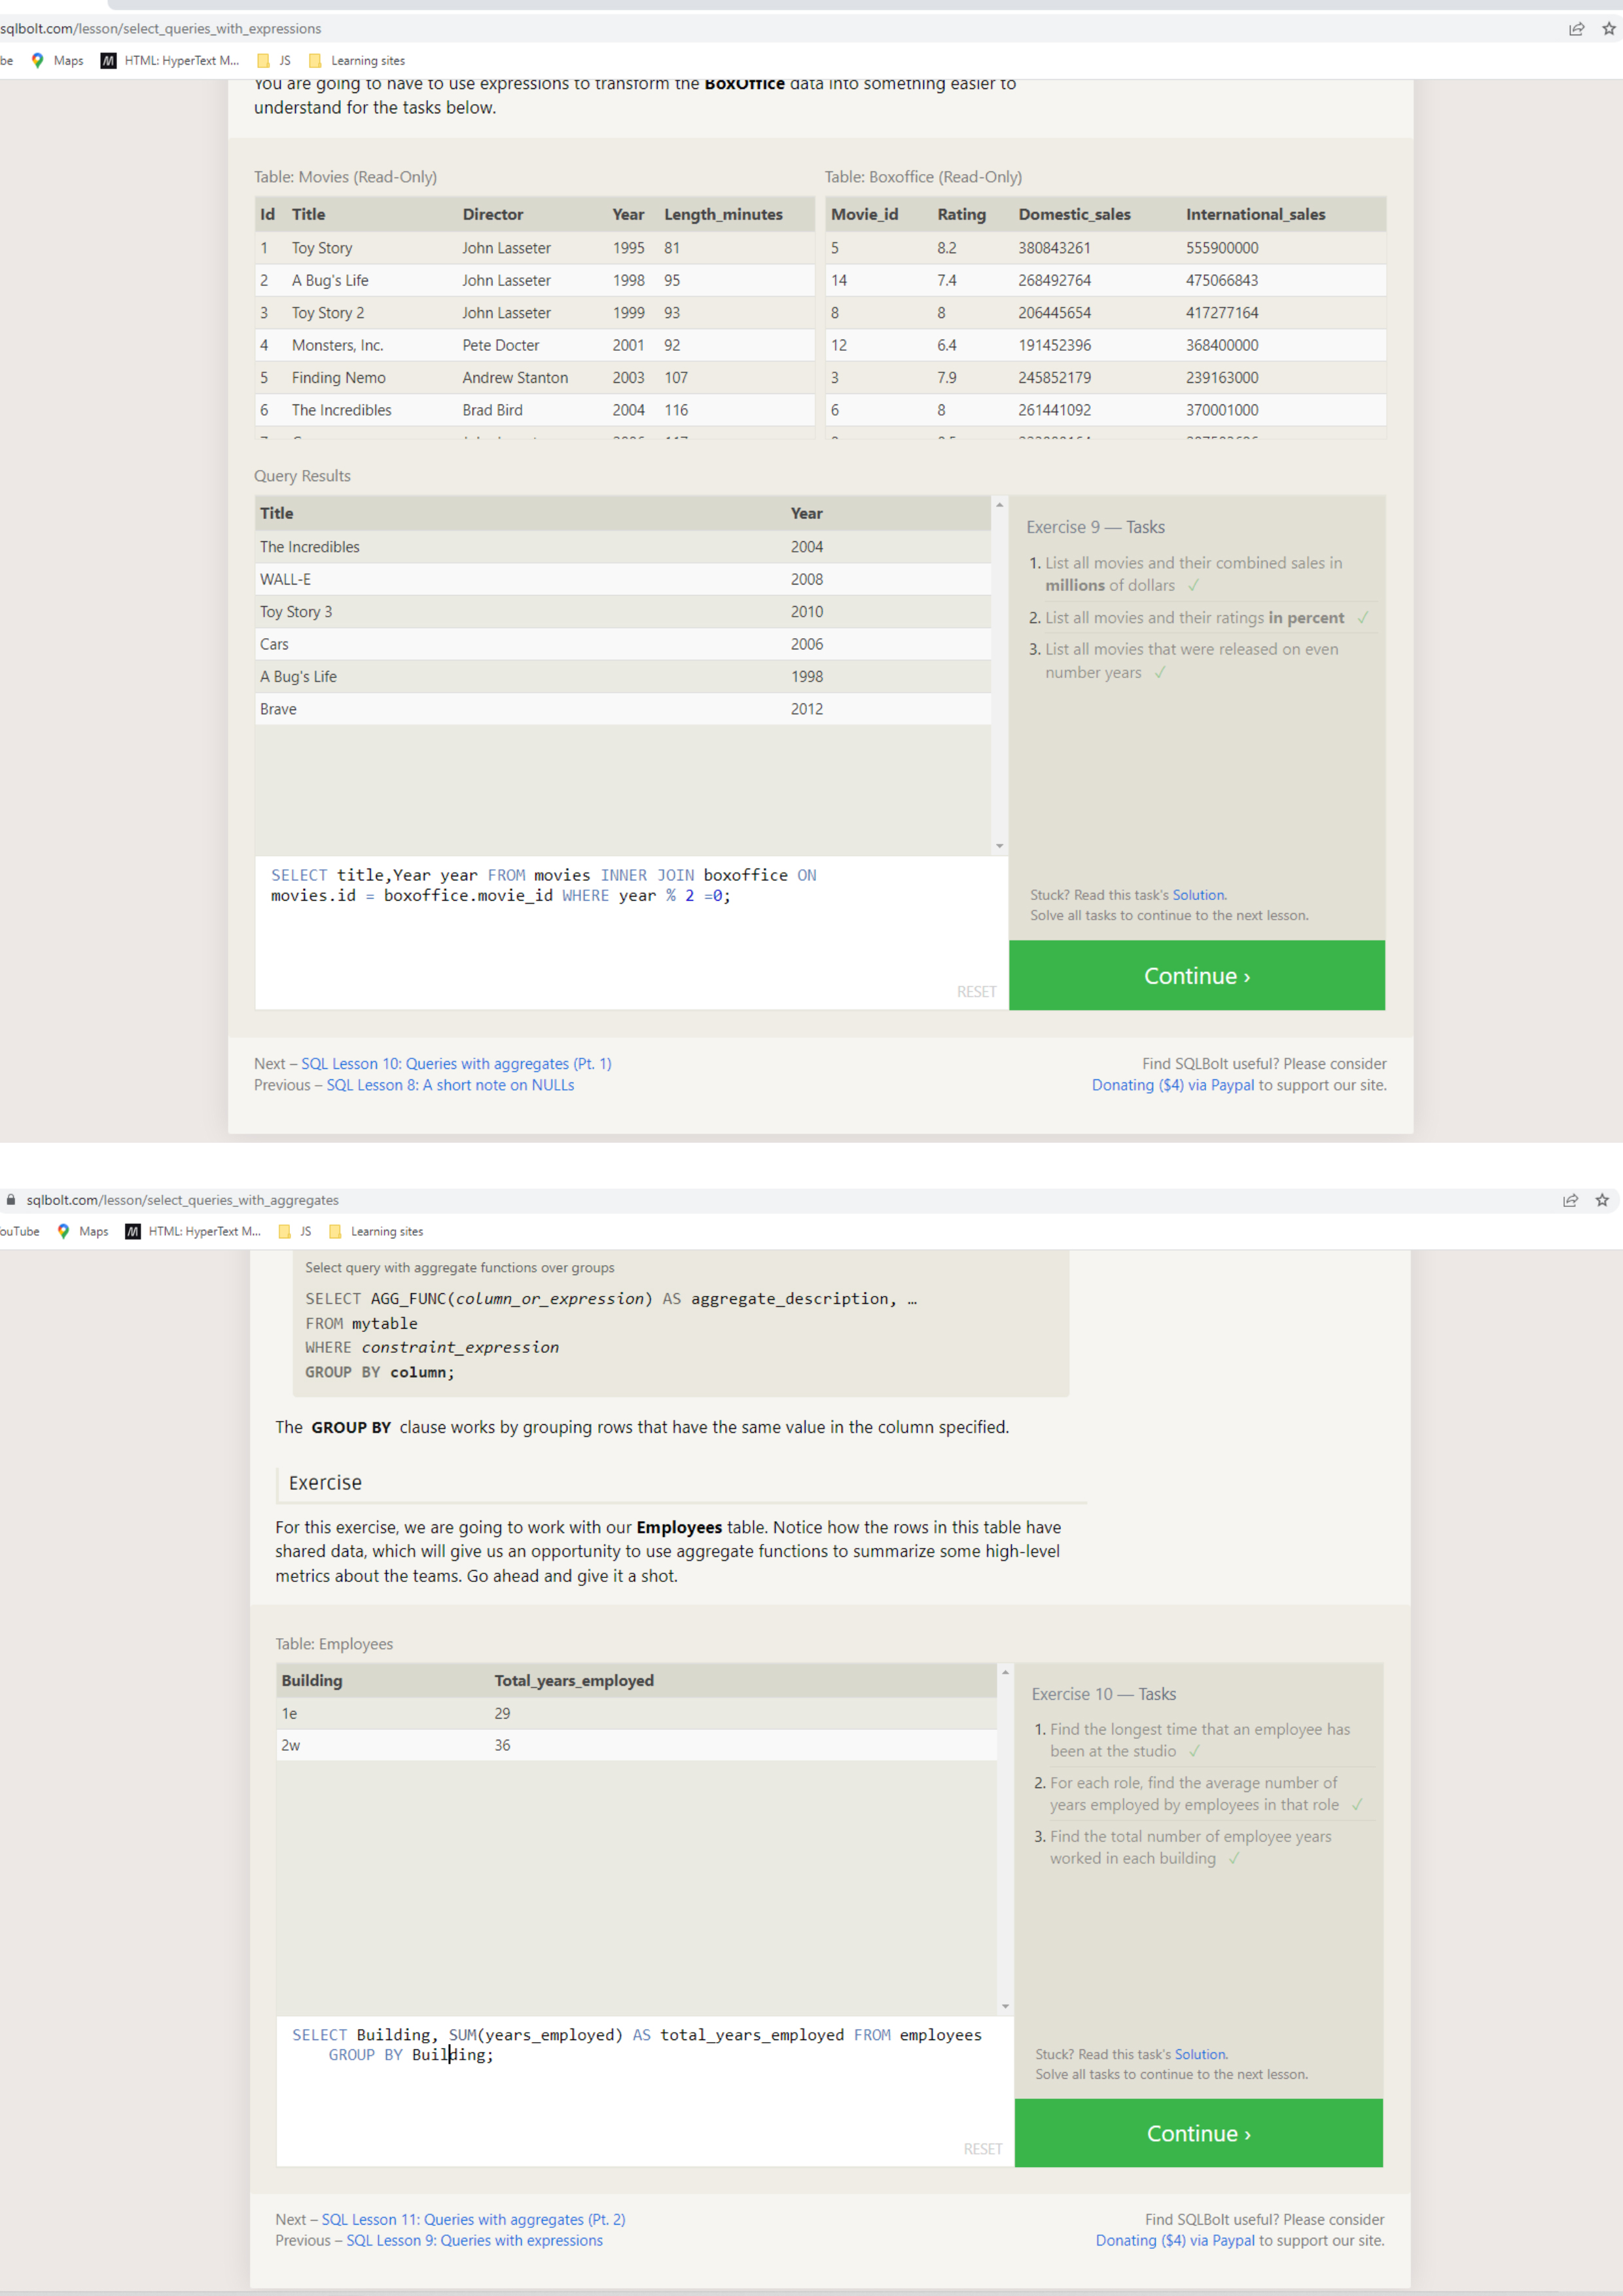 sqlbolt.com/lesson/select_queries_with_expressions
be Maps HTML: HyperText M... JS Learning sites
You are going to have to use expressions to transform the BoxOffice data into something easier to
understand for the tasks below.
Table: Movies (Read-Only) Table: Boxoffice (Read-Only)
Id Title Director Year Length_minutes Movie_id Rating Domestic_sales International_sales
1 Toy Story John Lasseter 1995 81 5 8.2 380843261 555900000
2 A Bug's Life John Lasseter 1998 95 14 7.4 268492764 475066843
3 Toy Story 2 John Lasseter 1999 93 8 8 206445654 417277164
4 Monsters, Inc. Pete Docter 2001 92 12 6.4 191452396 368400000
5 Finding Nemo Andrew Stanton 2003 107 3 7.9 245852179 239163000
6 The Incredibles Brad Bird 2004 116 6 8 261441092 370001000
Query Results
Title Year
The Incredibles 2004
WALL-E 2008
Toy Story 3 2010
Cars 2006
A Bug's Life 1998
Brave 2012
Exercise 9 — Tasks
1. List all movies and their combined sales in
millions of dollars ✓
2. List all movies and their ratings in percent ✓
3. List all movies that were released on even
number years ✓
SELECT title,Year year FROM movies INNER JOIN boxoffice ON
movies.id = boxoffice.movie_id WHERE year % 2 =0;
RESET
Stuck? Read this task's Solution.
Solve all tasks to continue to the next lesson.
Continue ›
Next – SQL Lesson 10: Queries with aggregates (Pt. 1)
Previous – SQL Lesson 8: A short note on NULLs
Find SQLBolt useful? Please consider
Donating ($4) via Paypal to support our site.
sqlbolt.com/lesson/select_queries_with_aggregates
ouTube Maps HTML: HyperText M... JS Learning sites
Select query with aggregate functions over groups
SELECT AGG_FUNC(column_or_expression) AS aggregate_description, …
FROM mytable
WHERE constraint_expression
GROUP BY column;
The GROUP BY clause works by grouping rows that have the same value in the column specified.
Exercise
For this exercise, we are going to work with our Employees table. Notice how the rows in this table have
shared data, which will give us an opportunity to use aggregate functions to summarize some high-level
metrics about the teams. Go ahead and give it a shot.
Table: Employees
Building Total_years_employed
1e 29
2w 36
Exercise 10 — Tasks
1. Find the longest time that an employee has
been at the studio ✓
2. For each role, find the average number of
years employed by employees in that role ✓
3. Find the total number of employee years
worked in each building ✓
SELECT Building, SUM(years_employed) AS total_years_employed FROM employees
GROUP BY Building;
RESET
Stuck? Read this task's Solution.
Solve all tasks to continue to the next lesson.
Continue ›
Next – SQL Lesson 11: Queries with aggregates (Pt. 2)
Previous – SQL Lesson 9: Queries with expressions
Find SQLBolt useful? Please consider
Donating ($4) via Paypal to support our site.